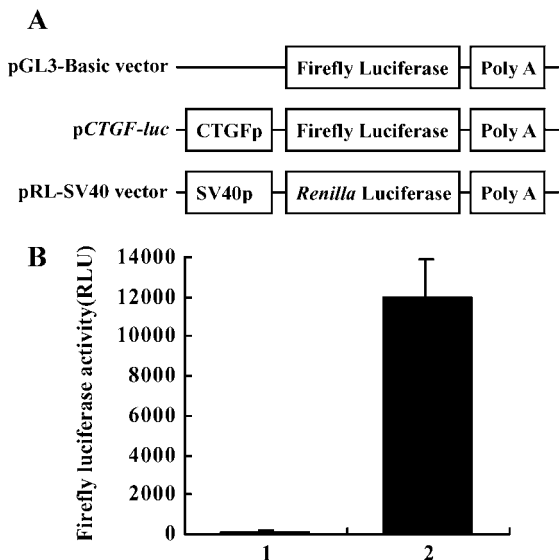 A
pGL3-Basic vector Firefly Luciferase Poly A
pCTGF-luc CTGFp Firefly Luciferase Poly A
pRL-SV40 vector SV40p Renilla Luciferase Poly A
B
Firefly luciferase activity(RLU)
14000
12000
10000
8000
6000
4000
2000
0
1 2